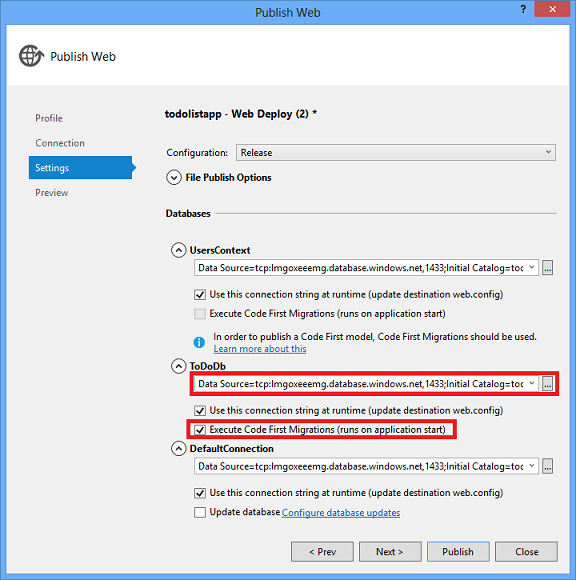 Publish Web
?
Publish Web
Profile
Connection
Settings
Preview
todolistapp - Web Deploy (2) *
Configuration: Release
File Publish Options
Databases
UsersContext
Data Source=tcp:lmgoxeeemg.database.windows.net,1433;Initial Catalog=tod
...
Use this connection string at runtime (update destination web.config)
Execute Code First Migrations (runs on application start)
In order to publish a Code First model, Code First Migrations should be used.
Learn more about this
ToDoDb
Data Source=tcp:lmgoxeeemg.database.windows.net,1433;Initial Catalog=tod
...
Use this connection string at runtime (update destination web.config)
Execute Code First Migrations (runs on application start)
DefaultConnection
Data Source=tcp:lmgoxeeemg.database.windows.net,1433;Initial Catalog=tod
...
Use this connection string at runtime (update destination web.config)
Update database Configure database updates
< Prev Next > Publish Close